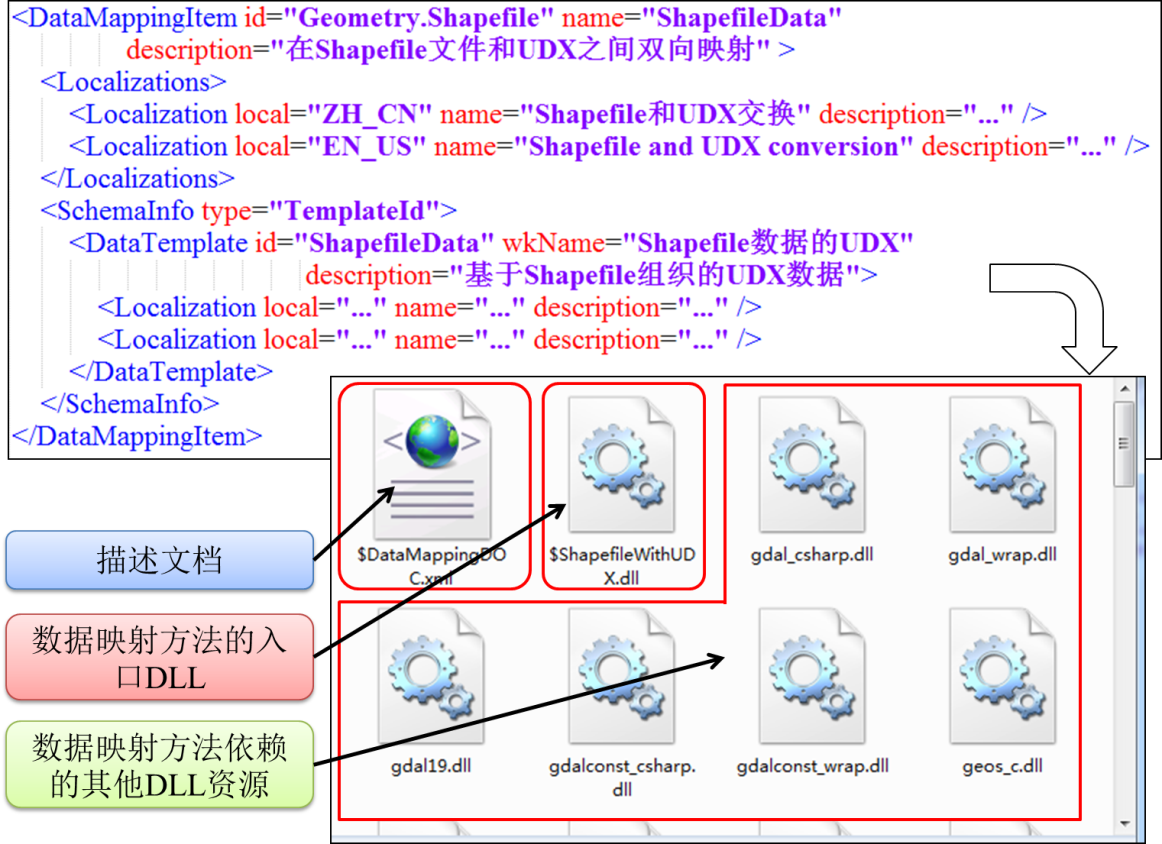 <DataMappingItem id="Geometry.Shapefile" name="ShapefileData"
description="在Shapefile文件和UDX之间双向映射" >
<Localizations>
<Localization local="ZH_CN" name="Shapefile和UDX交换" description="..." />
<Localization local="EN_US" name="Shapefile and UDX conversion" description="..." />
</Localizations>
<SchemaInfo type="TemplateId">
<DataTemplate id="ShapefileData" wkName="Shapefile数据的UDX"
description="基于Shapefile组织的UDX数据">
<Localization local="..." name="..." description="..." />
<Localization local="..." name="..." description="..." />
</DataTemplate>
</SchemaInfo>
</DataMappingItem>
描述文档
数据映射方法的入
口DLL
数据映射方法依赖
的其他DLL资源
$DataMappingDO
C.xml
$ShapefileWithUD
X.dll
gdal_csharp.dll
gdal_wrap.dll
gdal19.dll
gdalconst_csharp.
dll
gdalconst_wrap.dll
geos_c.dll